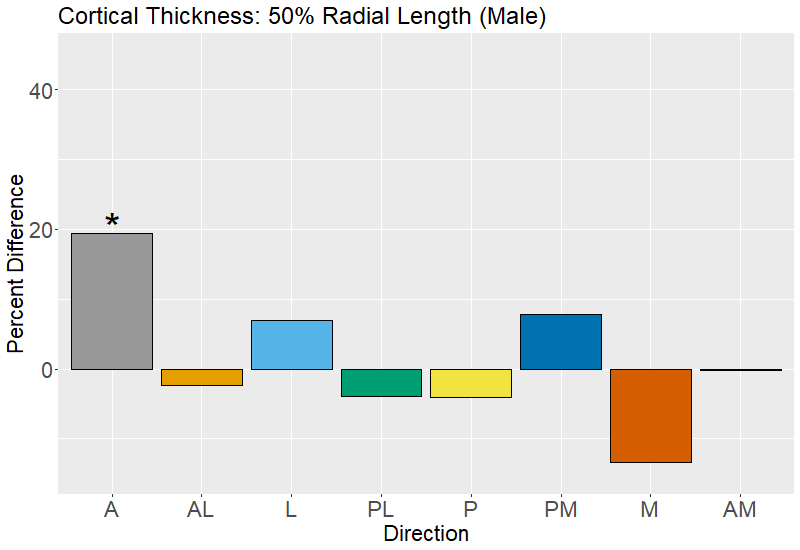 Cortical Thickness: 50% Radial Length (Male)
Percent Difference
40
20
0
*
A AL L PL P PM M AM
Direction